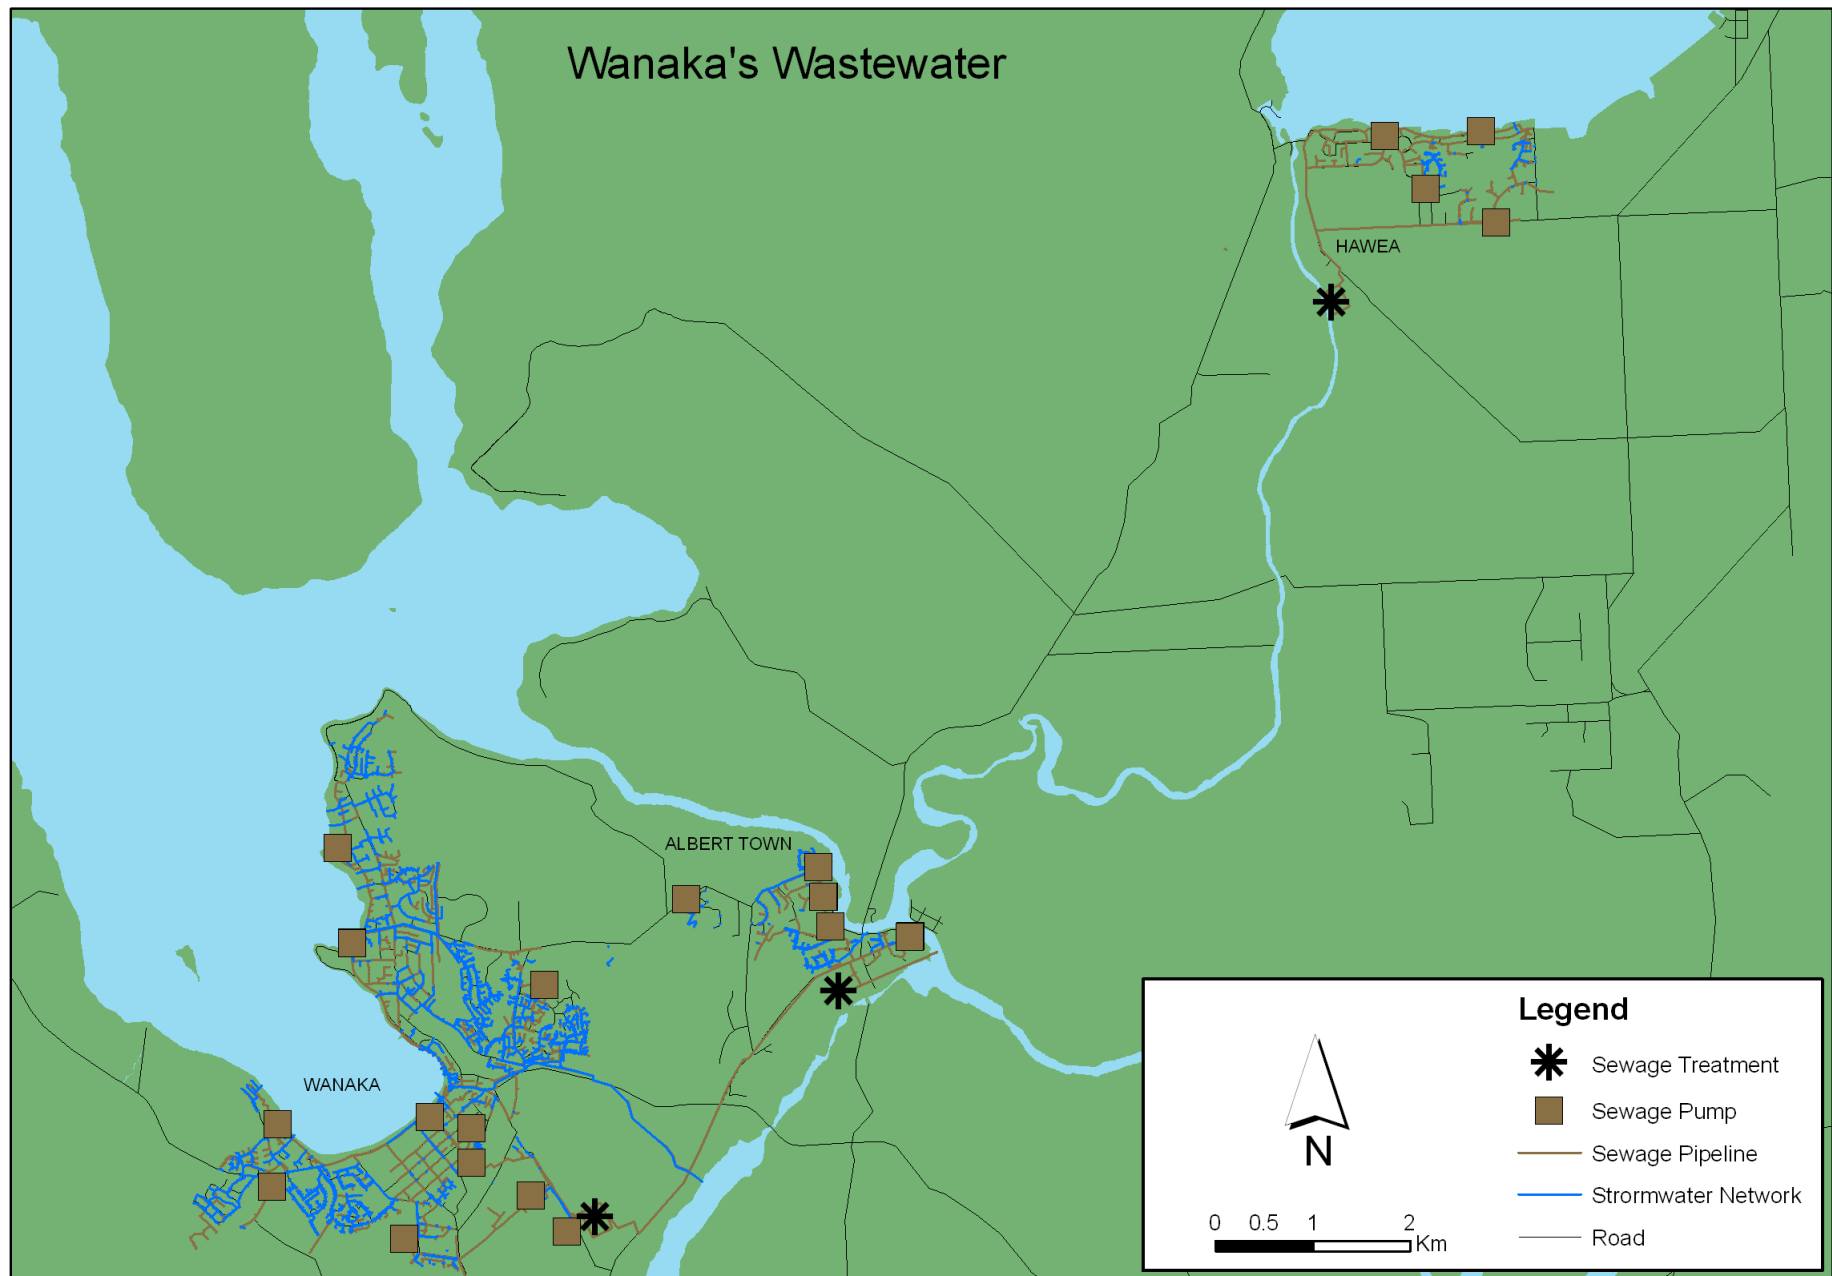 Wanaka's Wastewater
HAWEA
ALBERT TOWN
WANAKA
Legend
Sewage Treatment
Sewage Pump
Sewage Pipeline
Strormwater Network
Road
N
0 0.5 1 2
Km